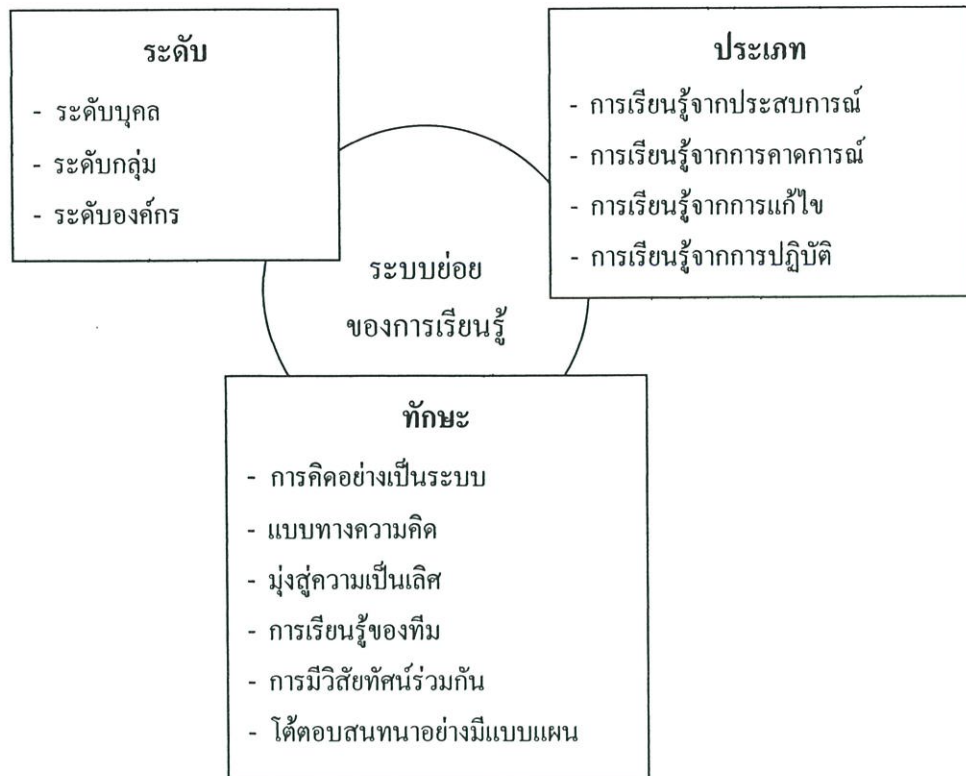 ระดับ
- ระดับบุคล
- ระดับกลุ่ม
- ระดับองค์กร
ประเภท
- การเรียนรู้จากประสบการณ์
- การเรียนรู้จากการคาดการณ์
- การเรียนรู้จากการแก้ไข
- การเรียนรู้จากการปฏิบัติ
ระบบย่อย
ของการเรียนรู้
ทักษะ
- การคิดอย่างเป็นระบบ
- แบบทางความคิด
- มุ่งสู่ความเป็นเลิศ
- การเรียนรู้ของทีม
- การมีวิสัยทัศน์ร่วมกัน
- โต้ตอบสนทนาอย่างมีแบบแผน